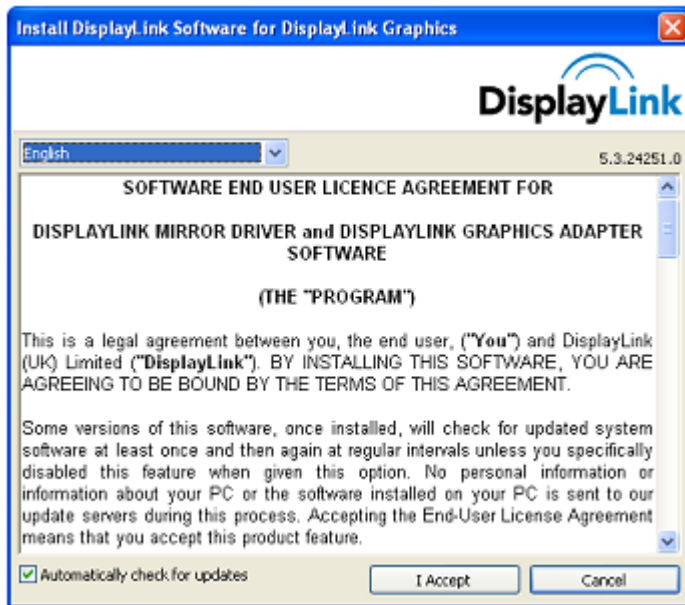 Install DisplayLink Software for DisplayLink Graphics
DisplayLink
English
5.3.24251.0
SOFTWARE END USER LICENCE AGREEMENT FOR
DISPLAYLINK MIRROR DRIVER and DISPLAYLINK GRAPHICS ADAPTER
SOFTWARE
(THE "PROGRAM")
This is a legal agreement between you, the end user, ("You") and DisplayLink
(UK) Limited ("DisplayLink"). BY INSTALLING THIS SOFTWARE, YOU ARE
AGREEING TO BE BOUND BY THE TERMS OF THIS AGREEMENT.
Some versions of this software, once installed, will check for updated system
software at least once and then again at regular intervals unless you specifically
disabled this feature when given this option. No personal information or
information about your PC or the software installed on your PC is sent to our
update servers during this process. Accepting the End-User License Agreement
means that you accept this product feature.
Automatically check for updates
I Accept
Cancel